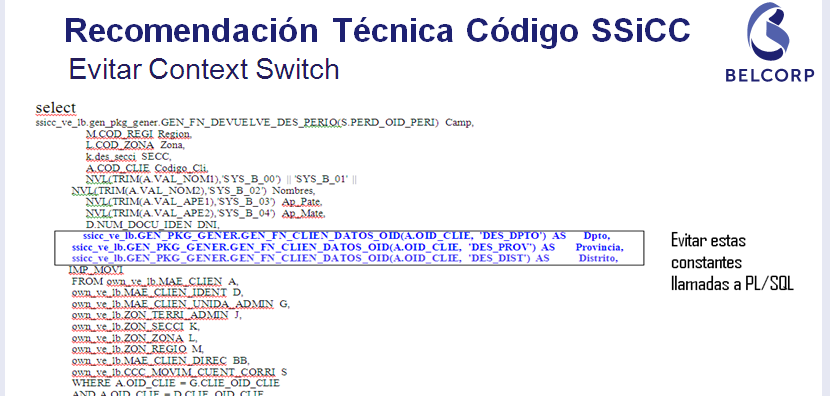 Recomendación Técnica Código SSiCC
Evitar Context Switch
BELCORP
select
ssicc_ve_lb.gen_pkg_gener.GEN_FN_DEVUELVE_DES_PERIO(S.PERD_OID_PERI) Camp,
M.COD_REGI Region,
L.COD_ZONA Zona,
k.des_secci SECC,
A.COD_CLIE Codigo_Cli,
NVL(TRIM(A.VAL_NOM1),'SYS_B_00') || 'SYS_B_01' ||
NVL(TRIM(A.VAL_NOM2),'SYS_B_02') Nombres,
NVL(TRIM(A.VAL_APE1),'SYS_B_03') Ap_Pate,
NVL(TRIM(A.VAL_APE2),'SYS_B_04') Ap_Mate,
D.NUM_DOCU_IDEN DNI,
ssicc_ve_lb.GEN_PKG_GENER.GEN_FN_CLIEN_DATOS_OID(A.OID_CLIE, 'DES_DPTO') AS Dpto,
ssicc_ve_lb.GEN_PKG_GENER.GEN_FN_CLIEN_DATOS_OID(A.OID_CLIE, 'DES_PROV') AS Provincia,
ssicc_ve_lb.GEN_PKG_GENER.GEN_FN_CLIEN_DATOS_OID(A.OID_CLIE, 'DES_DIST') AS Distrito,
Evitar estas
constantes
llamadas a PL/SQL
IMP_MOVI
FROM own_ve_lb.MAE_CLIEN A,
own_ve_lb.MAE_CLIEN_IDENT D,
own_ve_lb.MAE_CLIEN_UNIDA_ADMIN G,
own_ve_lb.ZON_TERRI_ADMIN J,
own_ve_lb.ZON_SECCI K,
own_ve_lb.ZON_ZONA L,
own_ve_lb.ZON_REGIO M,
own_ve_lb.MAE_CLIEN_DIREC BB,
own_ve_lb.CCC_MOVIM_CUENT_CORRI S
WHERE A.OID_CLIE = G.CLIE_OID_CLIE
AND A.OID_CLIE = D.CLIE_OID_CLIE